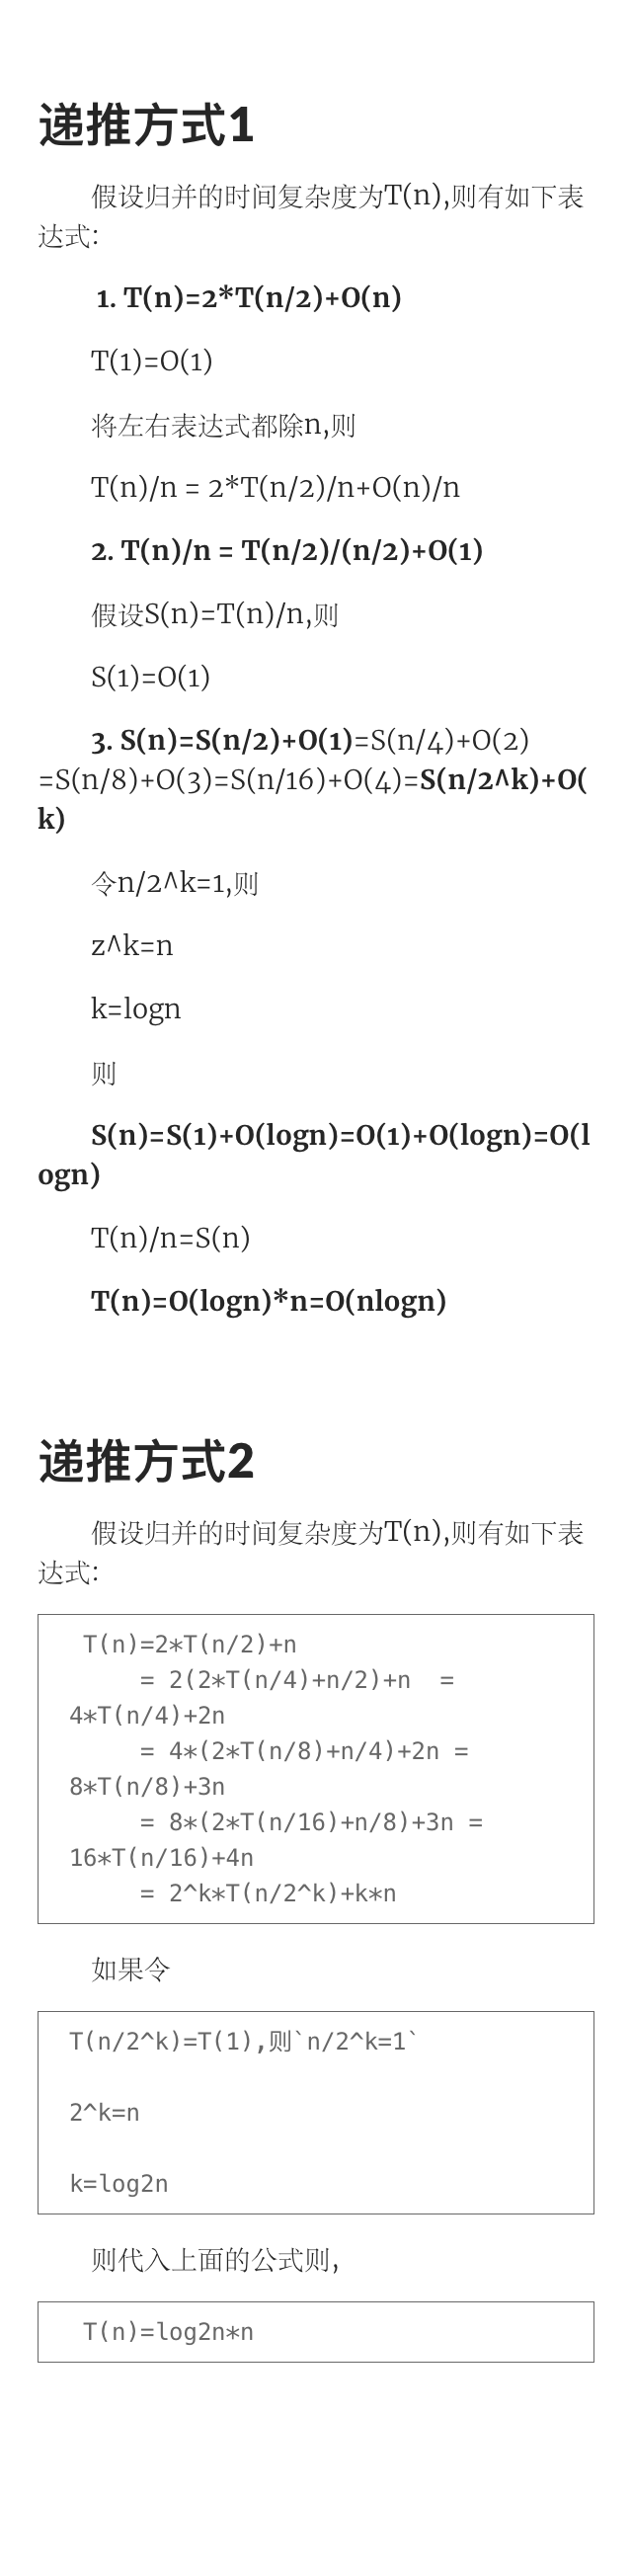 递推方式1
假设归并的时间复杂度为T(n),则有如下表
达式:
1. T(n)=2*T(n/2)+O(n)
T(1)=O(1)
将左右表达式都除n,则
T(n)/n = 2*T(n/2)/n+O(n)/n
2. T(n)/n = T(n/2)/(n/2)+O(1)
假设S(n)=T(n)/n,则
S(1)=O(1)
3. S(n)=S(n/2)+O(1)=S(n/4)+O(2)
=S(n/8)+O(3)=S(n/16)+O(4)=S(n/2^k)+O(
k)
令n/2^k=1,则
z^k=n
k=logn
则
S(n)=S(1)+O(logn)=O(1)+O(logn)=O(l
ogn)
T(n)/n=S(n)
T(n)=O(logn)*n=O(nlogn)
递推方式2
假设归并的时间复杂度为T(n),则有如下表
达式:
T(n)=2*T(n/2)+n
= 2(2*T(n/4)+n/2)+n  =
4*T(n/4)+2n
= 4*(2*T(n/8)+n/4)+2n =
8*T(n/8)+3n
= 8*(2*T(n/16)+n/8)+3n =
16*T(n/16)+4n
= 2^k*T(n/2^k)+k*n
如果令
T(n/2^k)=T(1),则`n/2^k=1`
2^k=n
k=log2n
则代入上面的公式则,
T(n)=log2n*n